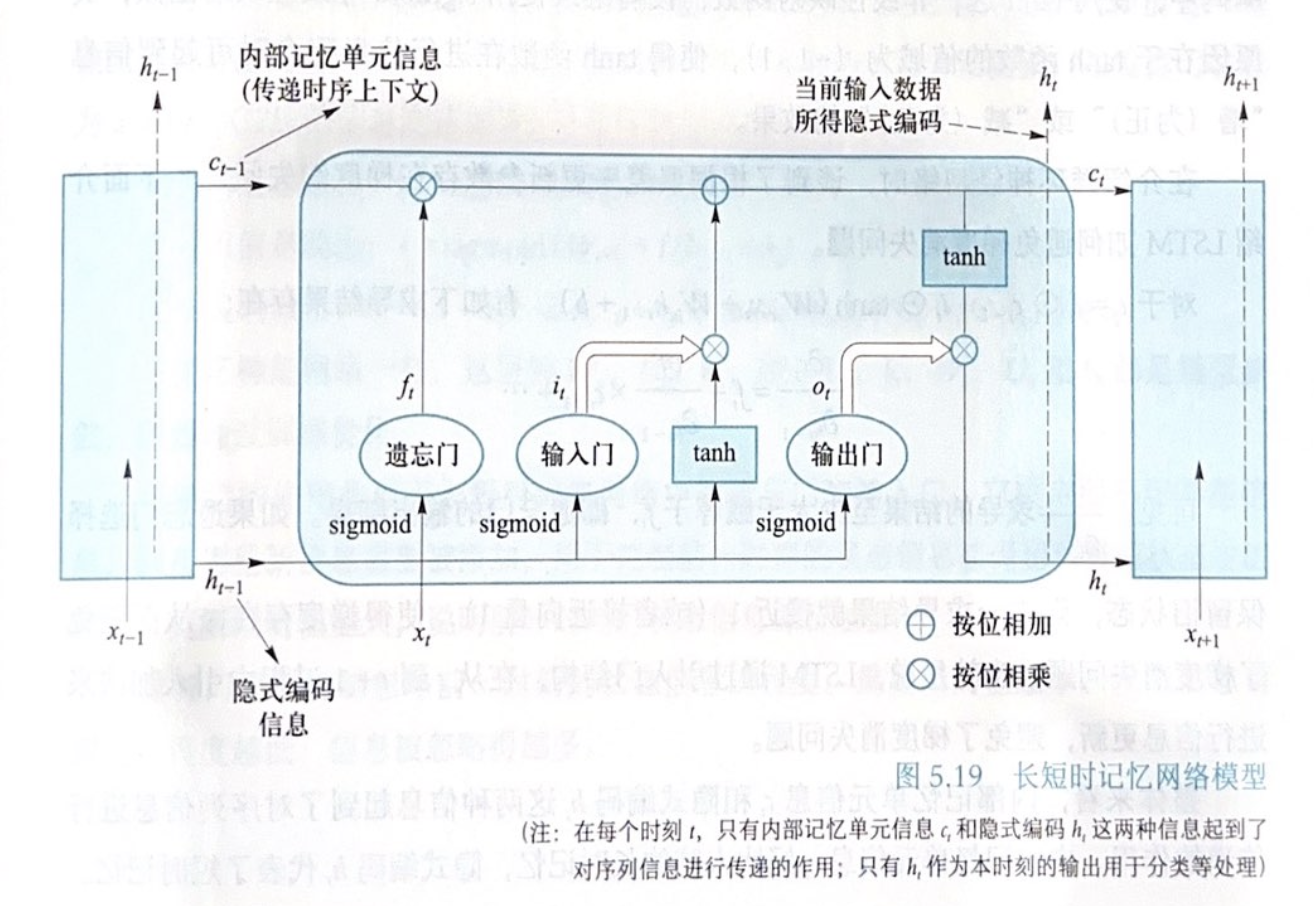 h_{t-1}
内部记忆单元信息
(传递时序上下文)
当前输入数据
所得隐式编码
h_t
h_{t+1}
c_{t-1}
c_t
tanh
f_t
i_t
o_t
遗忘门
输入门
tanh
输出门
sigmoid
sigmoid
sigmoid
h_{t-1}
h_t
x_{t-1}
x_t
x_{t+1}
按位相加
按位相乘
隐式编码
信息
图 5.19 长短时记忆网络模型
(注：在每个时刻 t，只有内部记忆单元信息 c_t 和隐式编码 h_t 这两种信息起到了
对序列信息进行传递的作用；只有 h_t 作为本时刻的输出用于分类等处理)